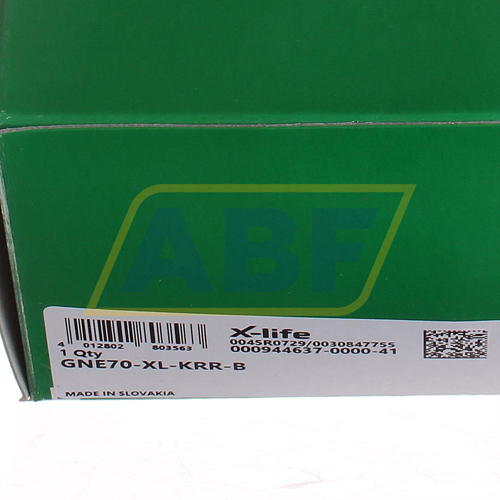 ABF
X-life
4 012802 803563
0045R0729/0030847755
1 Qty
000944637-0000-41
GNE70-XL-KRR-B
MADE IN SLOVAKIA